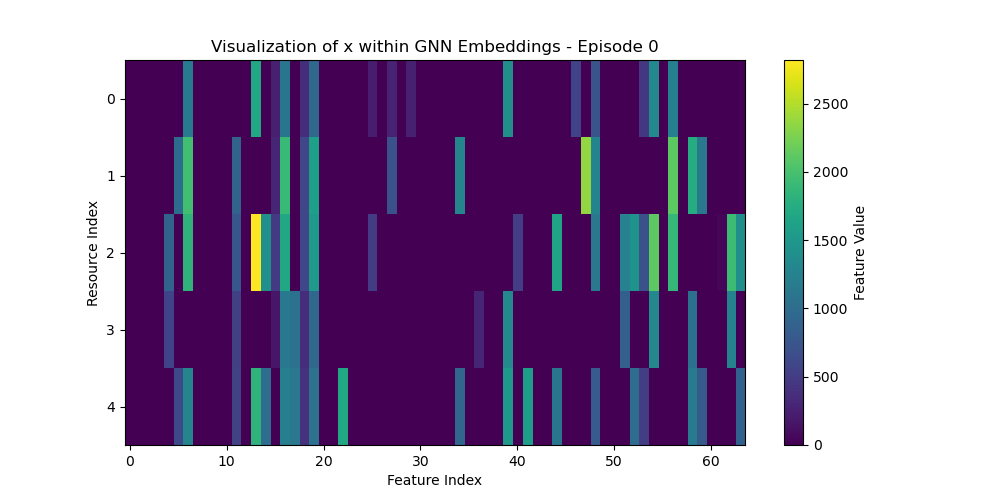 Visualization of x within GNN Embeddings - Episode 0
Resource Index
0
1
2
3
4
0 10 20 30 40 50 60
Feature Index
2500
2000
1500
1000
500
0
Feature Value